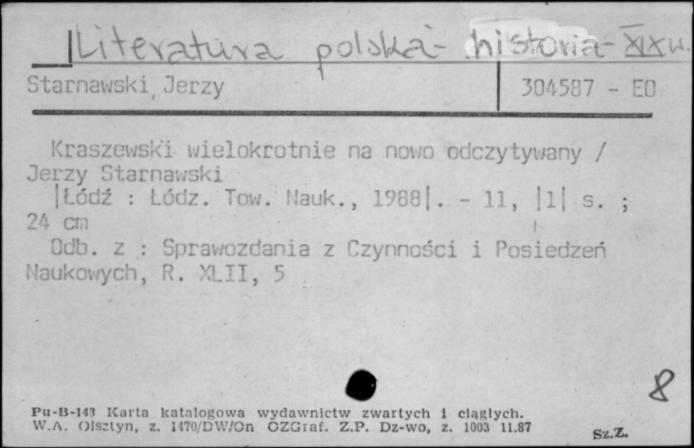 Literatura polska - historia - XIX w.
Starnawski, Jerzy 304587 - EO
Kraszewski wielokrotnie na nowo odczytywany /
Jerzy Starnawski
|Łódź : Łódz. Tow. Nauk., 1988|. - 11, |1| s. ;
24 cm
Odb. z : Sprawozdania z Czynności i Posiedzeń
Naukowych, R. XLII, 5
8
Pu-B-143 Karta katalogowa wydawnictw zwartych i ciągłych.
W.A. Olsztyn, z. 1470/DW/On OZGraf. Z.P. Dz-wo, z. 1003 11.87
Sz.Z.